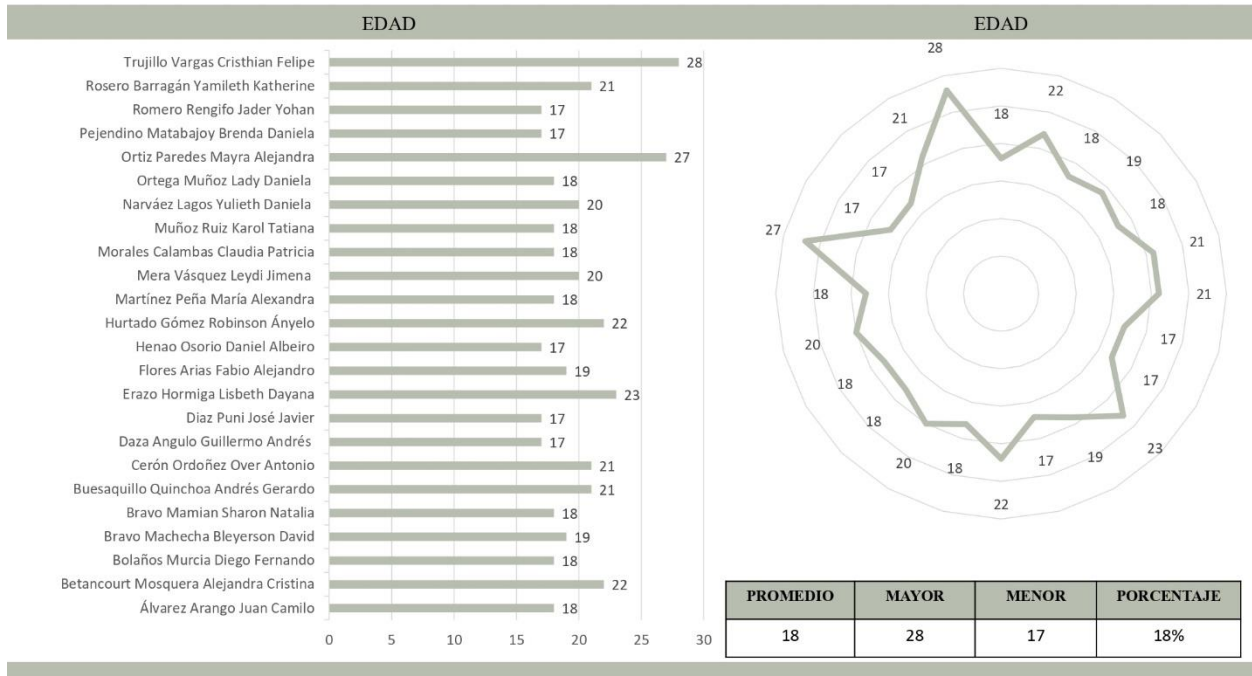 EDAD
Trujillo Vargas Cristhian Felipe 28
Rosero Barragán Yamileth Katherine 21
Romero Rengifo Jader Yohan 17
Pejendino Matabajoy Brenda Daniela 17
Ortiz Paredes Mayra Alejandra 27
Ortega Muñoz Lady Daniela 18
Narváez Lagos Yulieth Daniela 20
Muñoz Ruiz Karol Tatiana 18
Morales Calambas Claudia Patricia 18
Mera Vásquez Leydi Jimena 20
Martínez Peña María Alexandra 18
Hurtado Gómez Robinson Ányelo 22
Henao Osorio Daniel Albeiro 17
Flores Arias Fabio Alejandro 19
Erazo Hormiga Lisbeth Dayana 23
Diaz Puni José Javier 17
Daza Angulo Guillermo Andrés 17
Cerón Ordoñez Over Antonio 21
Buesaquillo Quinchoa Andrés Gerardo 21
Bravo Mamian Sharon Natalia 18
Bravo Machecha Bleyerson David 19
Bolaños Murcia Diego Fernando 18
Betancourt Mosquera Alejandra Cristina 22
Álvarez Arango Juan Camilo 18
0 5 10 15 20 25 30
EDAD
18
22
18
19
18
21
21
17
17
23
19
17
22
18
20
18
18
20
18
27
17
17
21
28
PROMEDIO MAYOR MENOR PORCENTAJE
18 28 17 18%